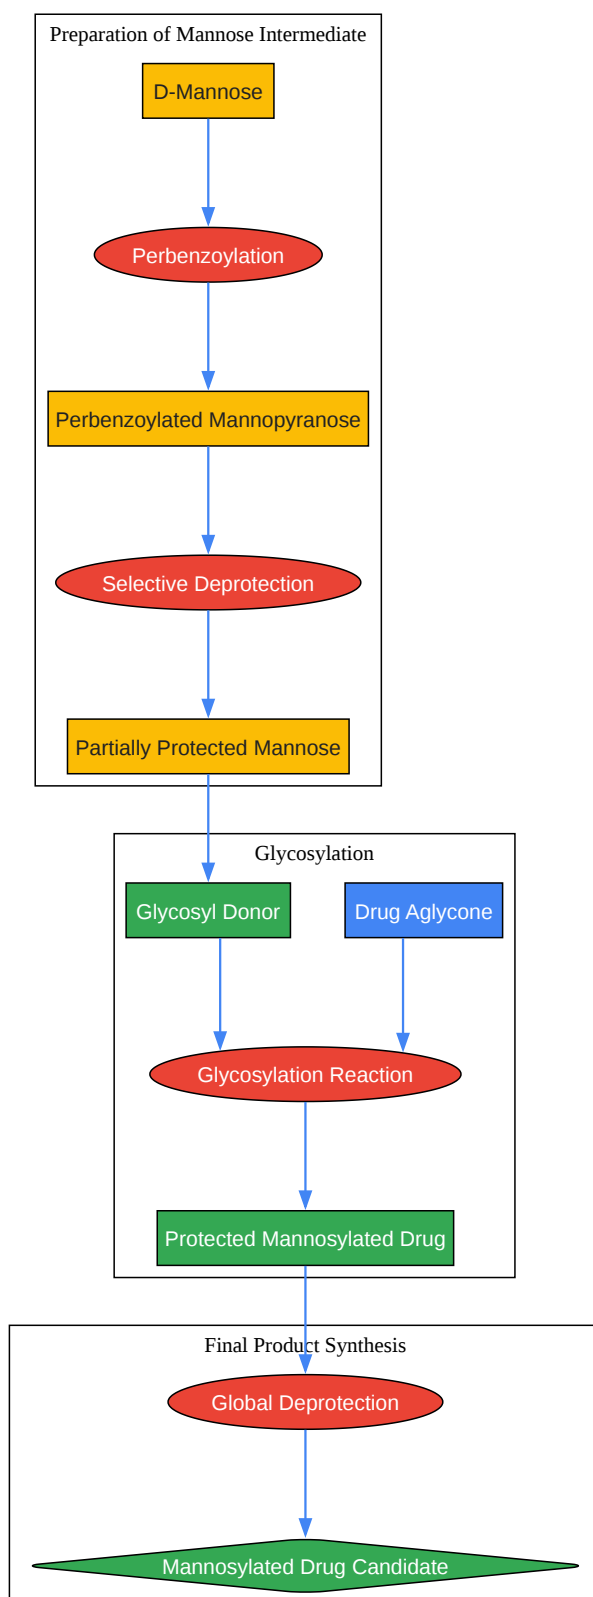 Preparation of Mannose Intermediate
D-Mannose
Perbenzoylation
Perbenzoylated Mannopyranose
Selective Deprotection
Partially Protected Mannose
Glycosylation
Glycosyl Donor
Drug Aglycone
Glycosylation Reaction
Protected Mannosylated Drug
Final Product Synthesis
Global Deprotection
Mannosylated Drug Candidate